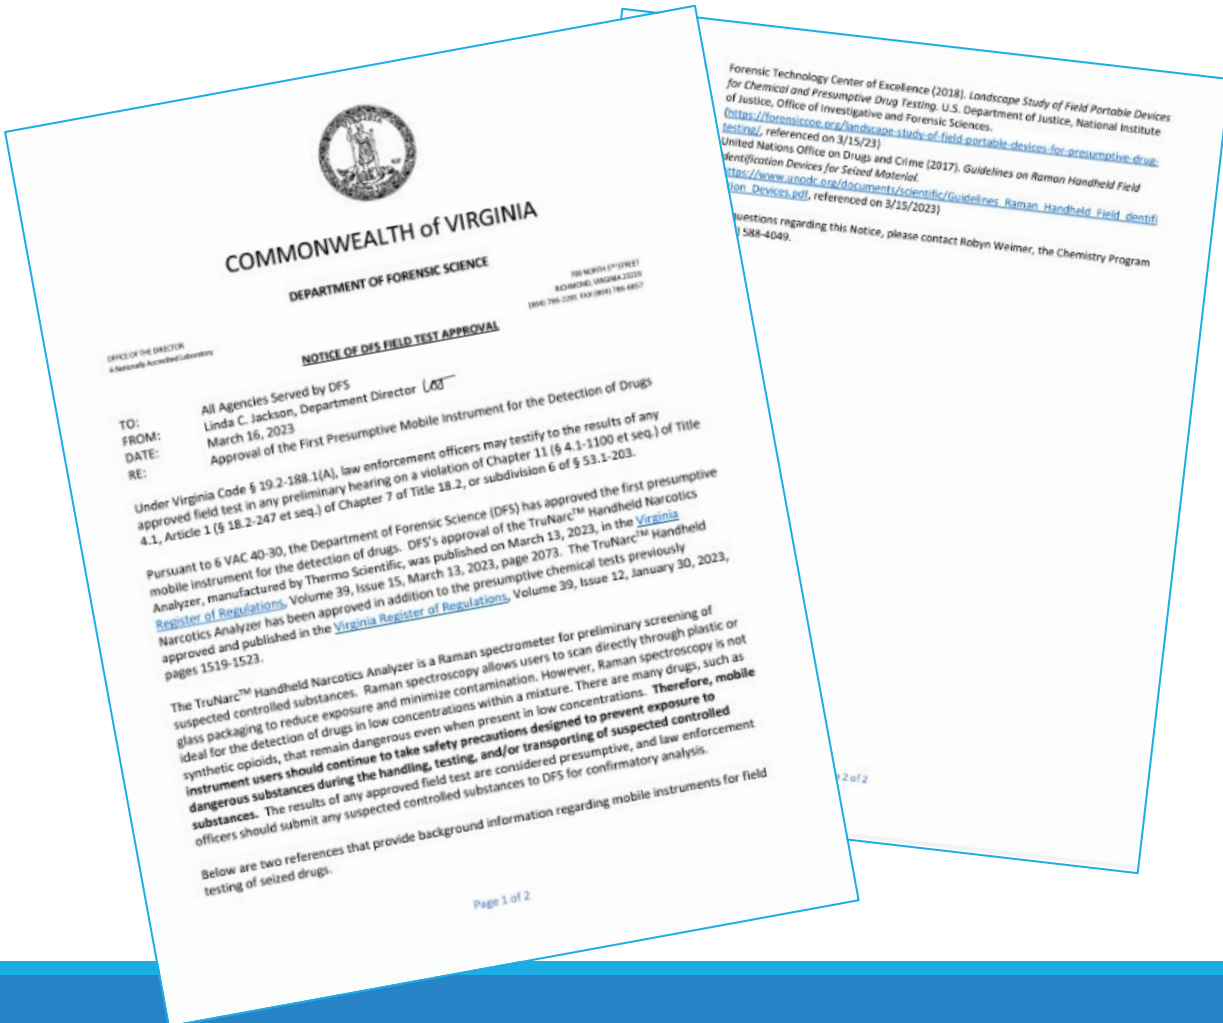 COMMONWEALTH of VIRGINIA
DEPARTMENT OF FORENSIC SCIENCE
700 NORTH 5TH STREET
RICHMOND, VIRGINIA 23219
OFFICE OF THE DIRECTOR
A Nationally Accredited Laboratory
NOTICE OF DFS FIELD TEST APPROVAL
TO: All Agencies Served by DFS
FROM: Linda C. Jackson, Department Director
DATE: March 16, 2023
RE: Approval of the First Presumptive Mobile Instrument for the Detection of Drugs
Under Virginia Code § 19.2-188.1(A), law enforcement officers may testify to the results of any
approved field test in any preliminary hearing on a violation of Chapter 11 (§ 4.1-1100 et seq.) of Title
4.1, Article 1 (§ 18.2-247 et seq.) of Chapter 7 of Title 18.2, or subdivision 6 of § 53.1-203.
Pursuant to 6 VAC 40-30, the Department of Forensic Science (DFS) has approved the first presumptive
mobile instrument for the detection of drugs. DFS's approval of the TruNarc™ Handheld Narcotics
Analyzer, manufactured by Thermo Scientific, was published on March 13, 2023, in the Virginia
Register of Regulations, Volume 39, Issue 15, March 13, 2023, page 2073. The TruNarc™ Handheld
Narcotics Analyzer has been approved in addition to the presumptive chemical tests previously
approved and published in the Virginia Register of Regulations, Volume 39, Issue 12, January 30, 2023,
pages 1519-1523.
The TruNarc™ Handheld Narcotics Analyzer is a Raman spectrometer for preliminary screening of
suspected controlled substances. Raman spectroscopy allows users to scan directly through plastic or
glass packaging to reduce exposure and minimize contamination. However, Raman spectroscopy is not
ideal for the detection of drugs in low concentrations within a mixture. There are many drugs, such as
synthetic opioids, that remain dangerous even when present in low concentrations. Therefore, mobile
instrument users should continue to take safety precautions designed to prevent exposure to
dangerous substances during the handling, testing, and/or transporting of suspected controlled
substances. The results of any approved field test are considered presumptive, and law enforcement
officers should submit any suspected controlled substances to DFS for confirmatory analysis.
Below are two references that provide background information regarding mobile instruments for field
testing of seized drugs.
Page 1 of 2
Forensic Technology Center of Excellence (2018). Landscape Study of Field Portable Devices
for Chemical and Presumptive Drug Testing. U.S. Department of Justice, National Institute
of Justice, Office of Investigative and Forensic Sciences.
(https://forensiccoe.org/landscape-study-of-field-portable-devices-for-presumptive-drug-
testing/, referenced on 3/15/23)
United Nations Office on Drugs and Crime (2017). Guidelines on Raman Handheld Field
dentification Devices for Seized Material.
ttps://www.unodc.org/documents/scientific/Guidelines_Raman_Handheld_Field_dentifi
ion_Devices.pdf, referenced on 3/15/2023)
uestions regarding this Notice, please contact Robyn Weimer, the Chemistry Program
) 588-4049.
2 of 2